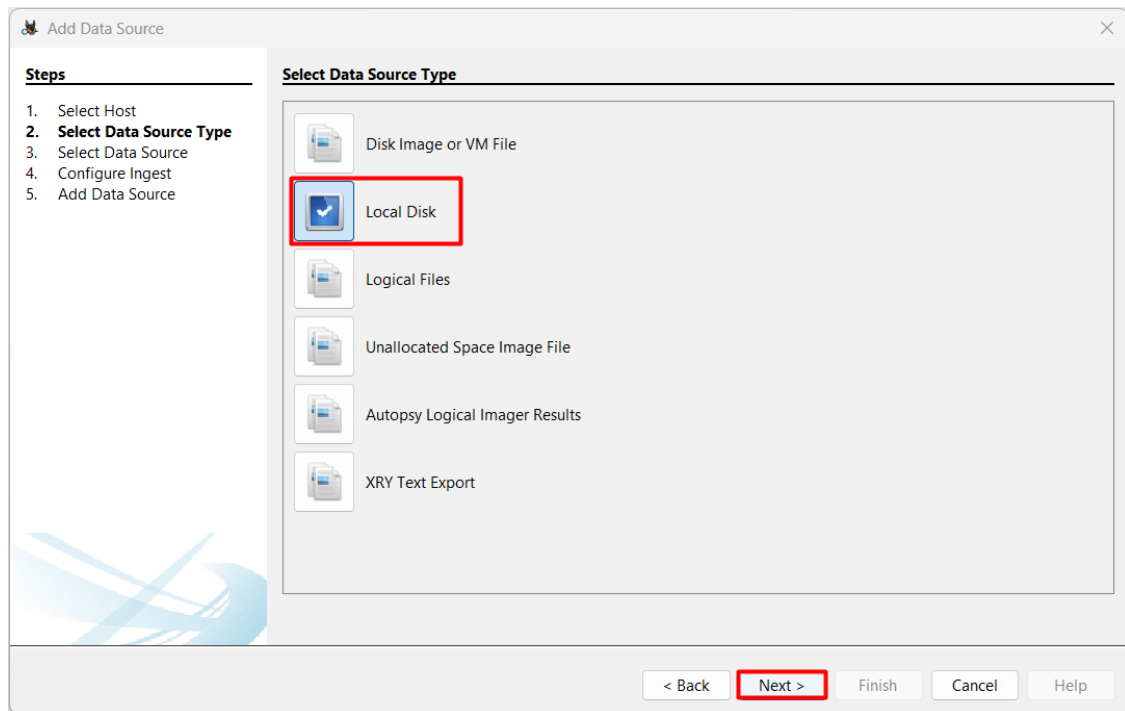 Add Data Source
Steps
1. Select Host
2. Select Data Source Type
3. Select Data Source
4. Configure Ingest
5. Add Data Source
Select Data Source Type
Disk Image or VM File
Local Disk
Logical Files
Unallocated Space Image File
Autopsy Logical Imager Results
XRY Text Export
< Back Next > Finish Cancel Help